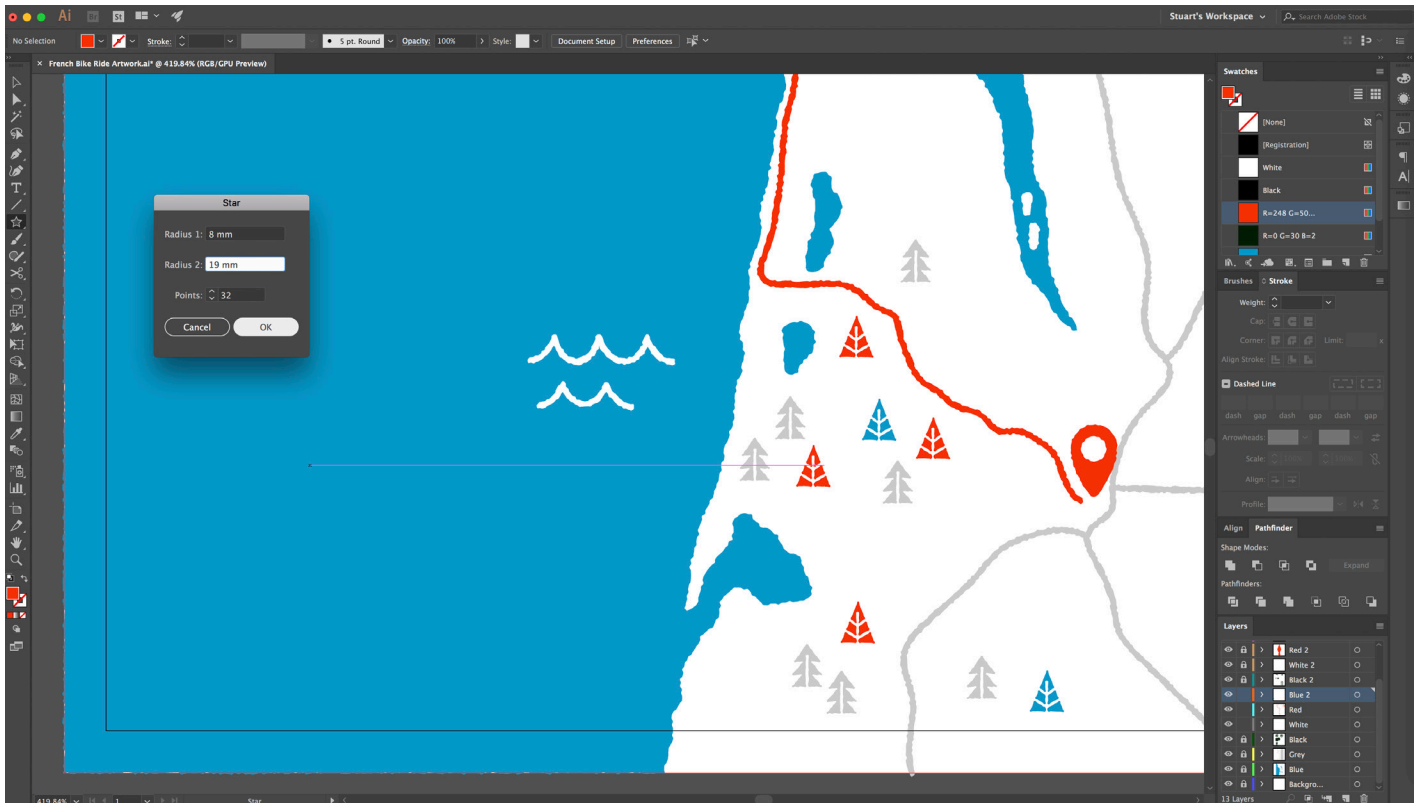 Ai Br St Stuart's Workspace Search Adobe Stock
No Selection Stroke: 5 pt. Round Opacity: 100% Style: Document Setup Preferences
× French Bike Ride Artwork.ai* @ 419.84% (RGB/GPU Preview)
Star
Radius 1: 8 mm
Radius 2: 19 mm
Points: 32
Cancel OK
Swatches
[None]
[Registration]
White
Black
R=248 G=50...
R=0 G=30 B=2
Brushes Stroke
Weight:
Cap:
Corner: Limit: x
Align Stroke:
Dashed Line
dash gap dash gap dash gap
Arrowheads:
Scale: 100% 100%
Align:
Profile:
Align Pathfinder
Shape Modes:
Expand
Pathfinders:
Layers
Red 2
White 2
Black 2
Blue 2
Red
White
Black
Grey
Blue
Backgro...
13 Layers
419.84% 1 Star